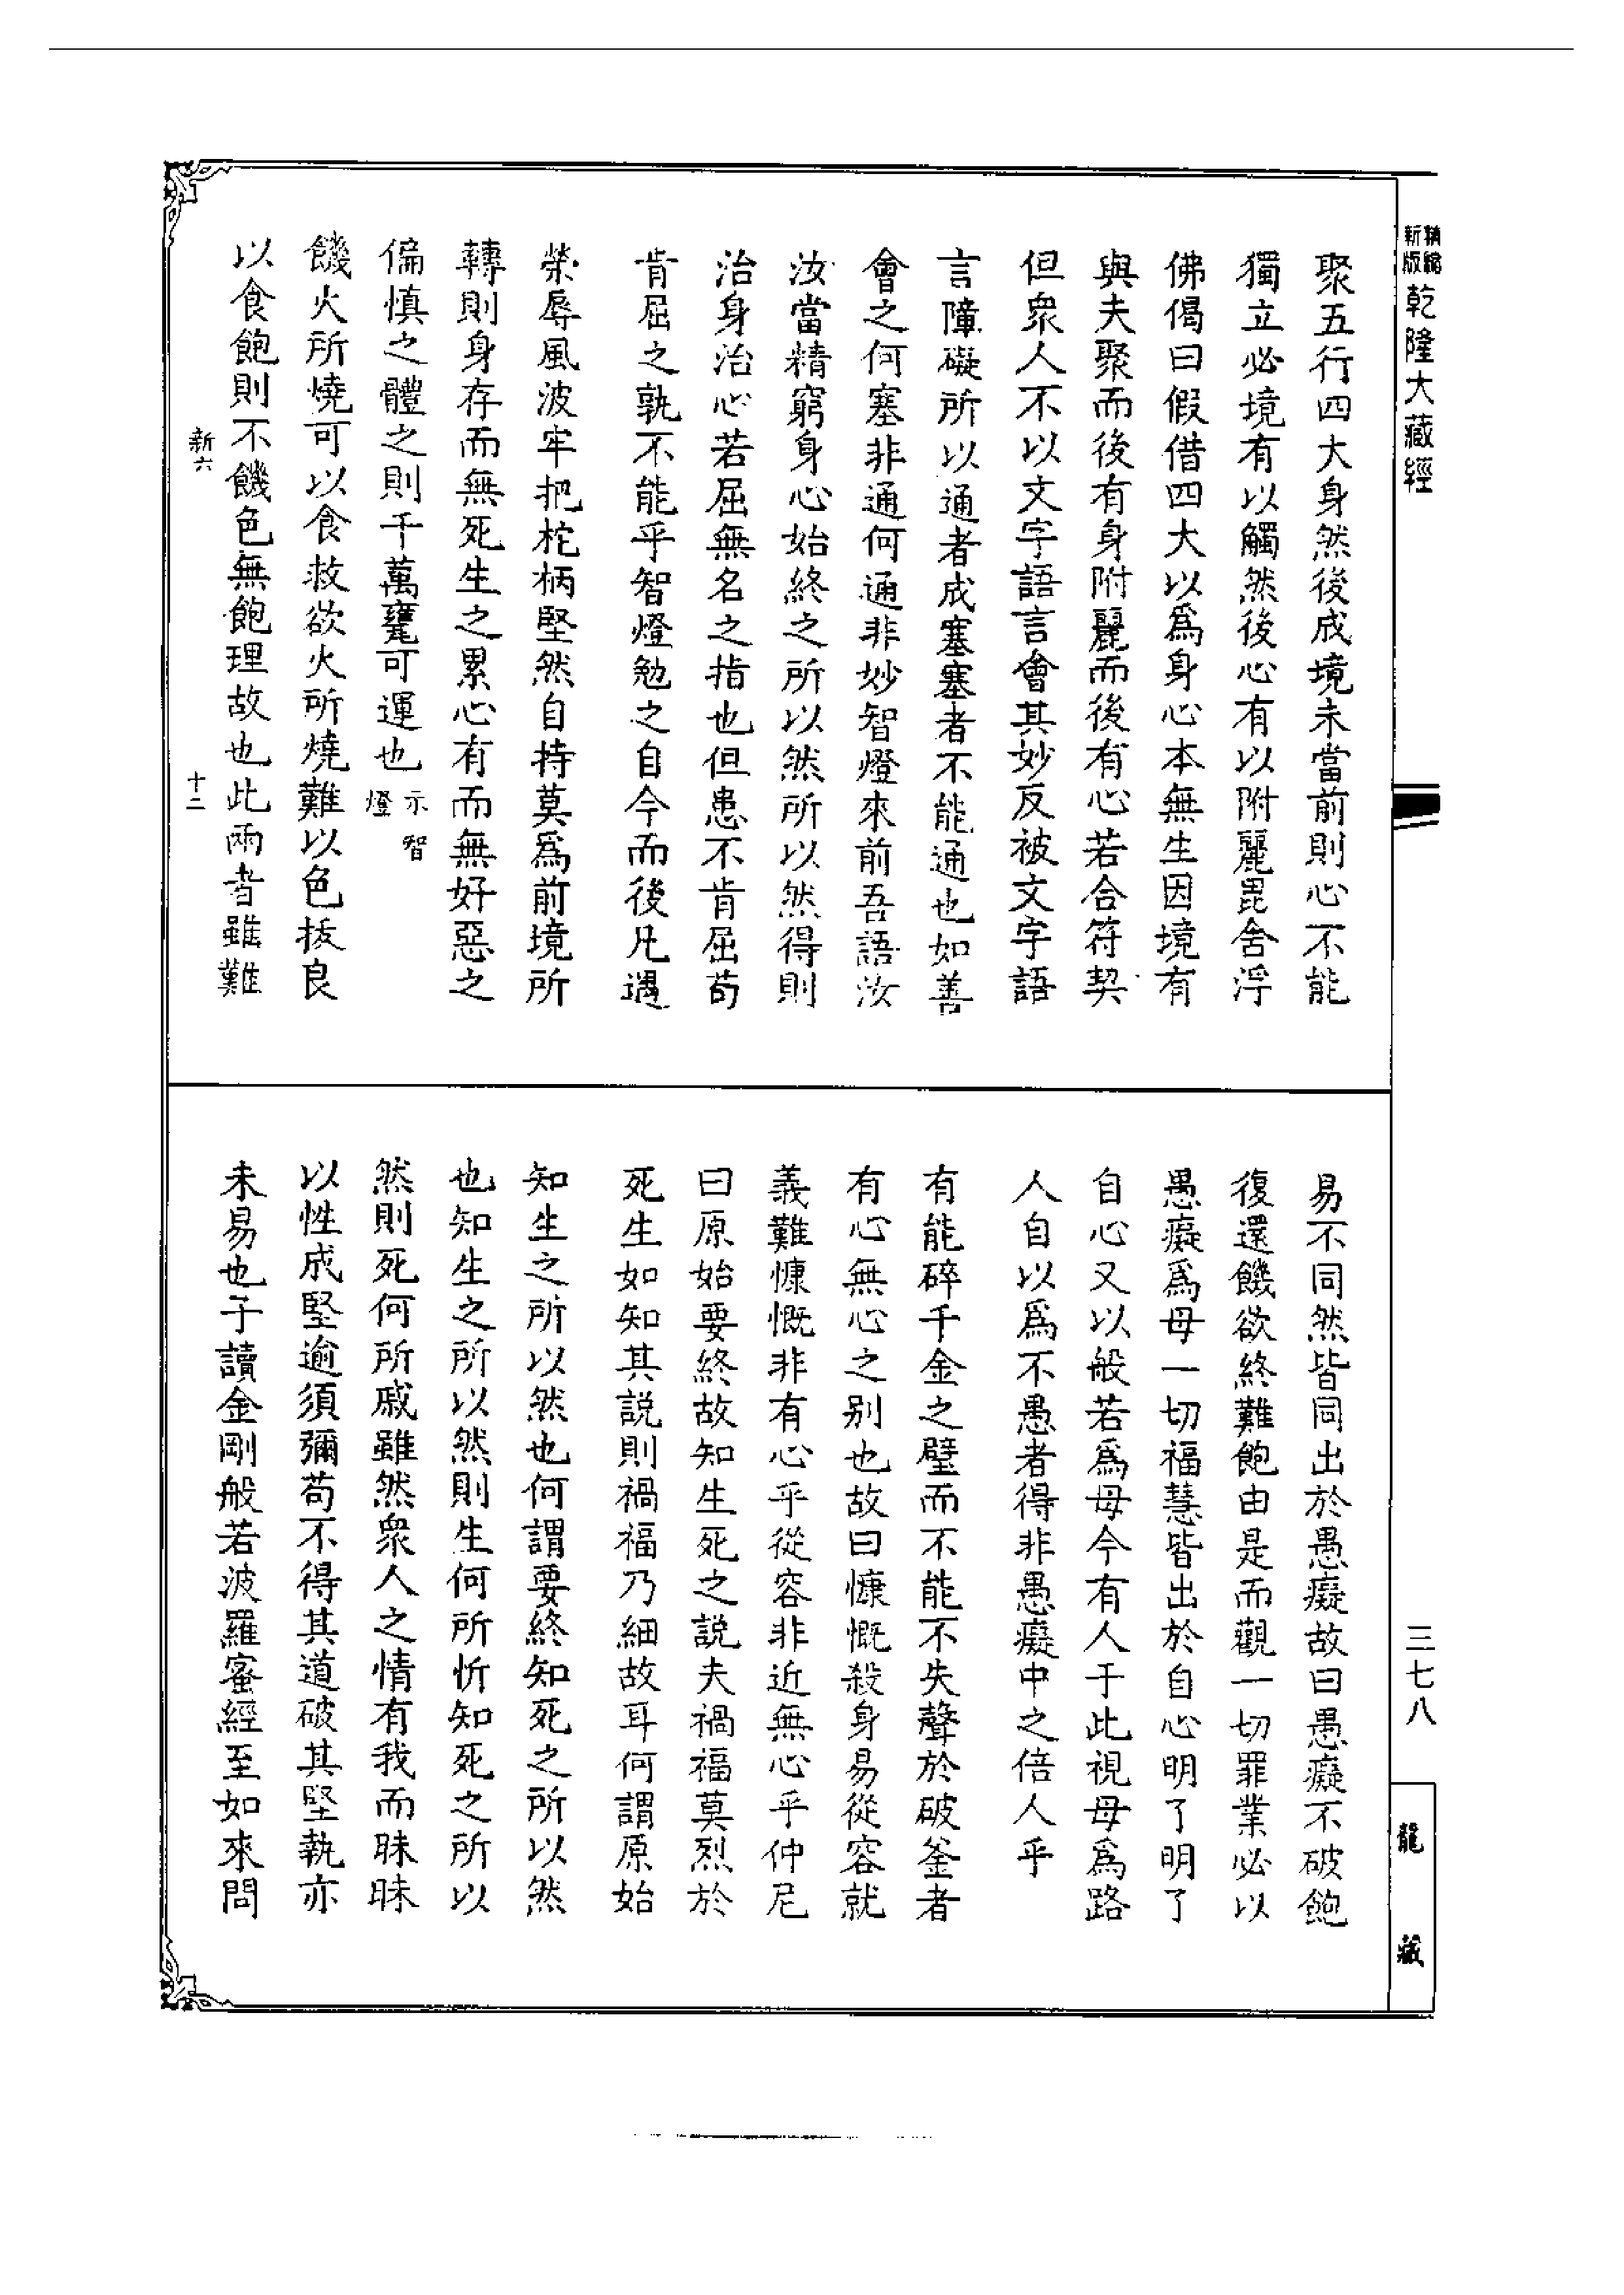 精縮
新版
乾隆大藏經
三七八
龍藏
聚五行四大身然後成境未當前則心不能
獨立必境有以觸然後心有以附麗毘舍浮
佛偈曰假借四大以爲身心本無生因境有
與夫聚而後有身附麗而後有心若合符契
但眾人不以文字語言會其妙反被文字語
言障礙所以通者成塞塞者不能通也如善
會之何塞非通何通非妙智燈來前吾語汝
汝當精窮身心始終之所以然所以然得則
治身治心若屈無名之指也但患不肯屈苟
肯屈之孰不能乎智燈勉之自今而後凡遇
榮辱風波牢把柁柄堅然自持莫爲前境所
轉則身存而無死生之累心有而無好惡之
偏慎之體之則千萬甕可運也示智燈
饑火所燒可以食救欲火所燒難以色拔良
以食飽則不饑色無飽理故也此兩者雖難
新六
十二
易不同然皆同出於愚癡故曰愚癡不破飽
復還饑欲終難飽由是而觀一切罪業必以
愚癡爲母一切福慧皆出於自心明了明了
自心又以般若爲母今有人于此視母爲路
人自以爲不愚者得非愚癡中之倍人乎
有能碎千金之璧而不能不失聲於破釜者
有心無心之別也故曰慷慨殺身易從容就
義難慷慨非有心乎從容非近無心乎仲尼
曰原始要終故知生死之說夫禍福莫烈於
死生如知其說則禍福乃細故耳何謂原始
知生之所以然也何謂要終知死之所以然
也知生之所以然則生何所忻知死之所以
然則死何所戚雖然眾人之情有我而昧昧
以性成堅逾須彌苟不得其道破其堅執亦
未易也予讀金剛般若波羅蜜經至如來問